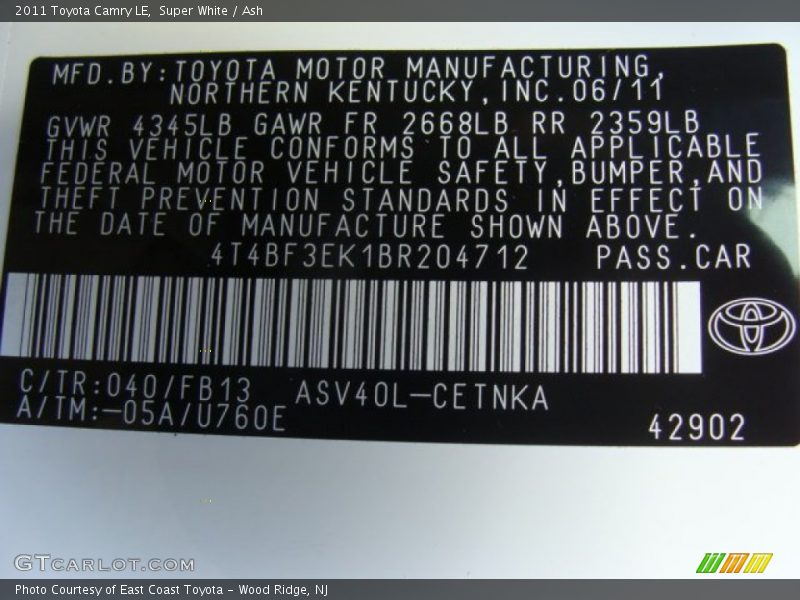 2011 Toyota Camry LE, Super White / Ash
MFD.BY:TOYOTA MOTOR MANUFACTURING,
NORTHERN KENTUCKY,INC.06/11
GVWR 4345LB GAWR FR 2668LB RR 2359LB
THIS VEHICLE CONFORMS TO ALL APPLICABLE
FEDERAL MOTOR VEHICLE SAFETY,BUMPER,AND
THEFT PREVENTION STANDARDS IN EFFECT ON
THE DATE OF MANUFACTURE SHOWN ABOVE.
4T4BF3EK1BR204712 PASS.CAR
C/TR:040/FB13 ASV40L-CETNKA
A/TM:-05A/U760E
42902
GTCARLOT.COM
Photo Courtesy of East Coast Toyota - Wood Ridge, NJ